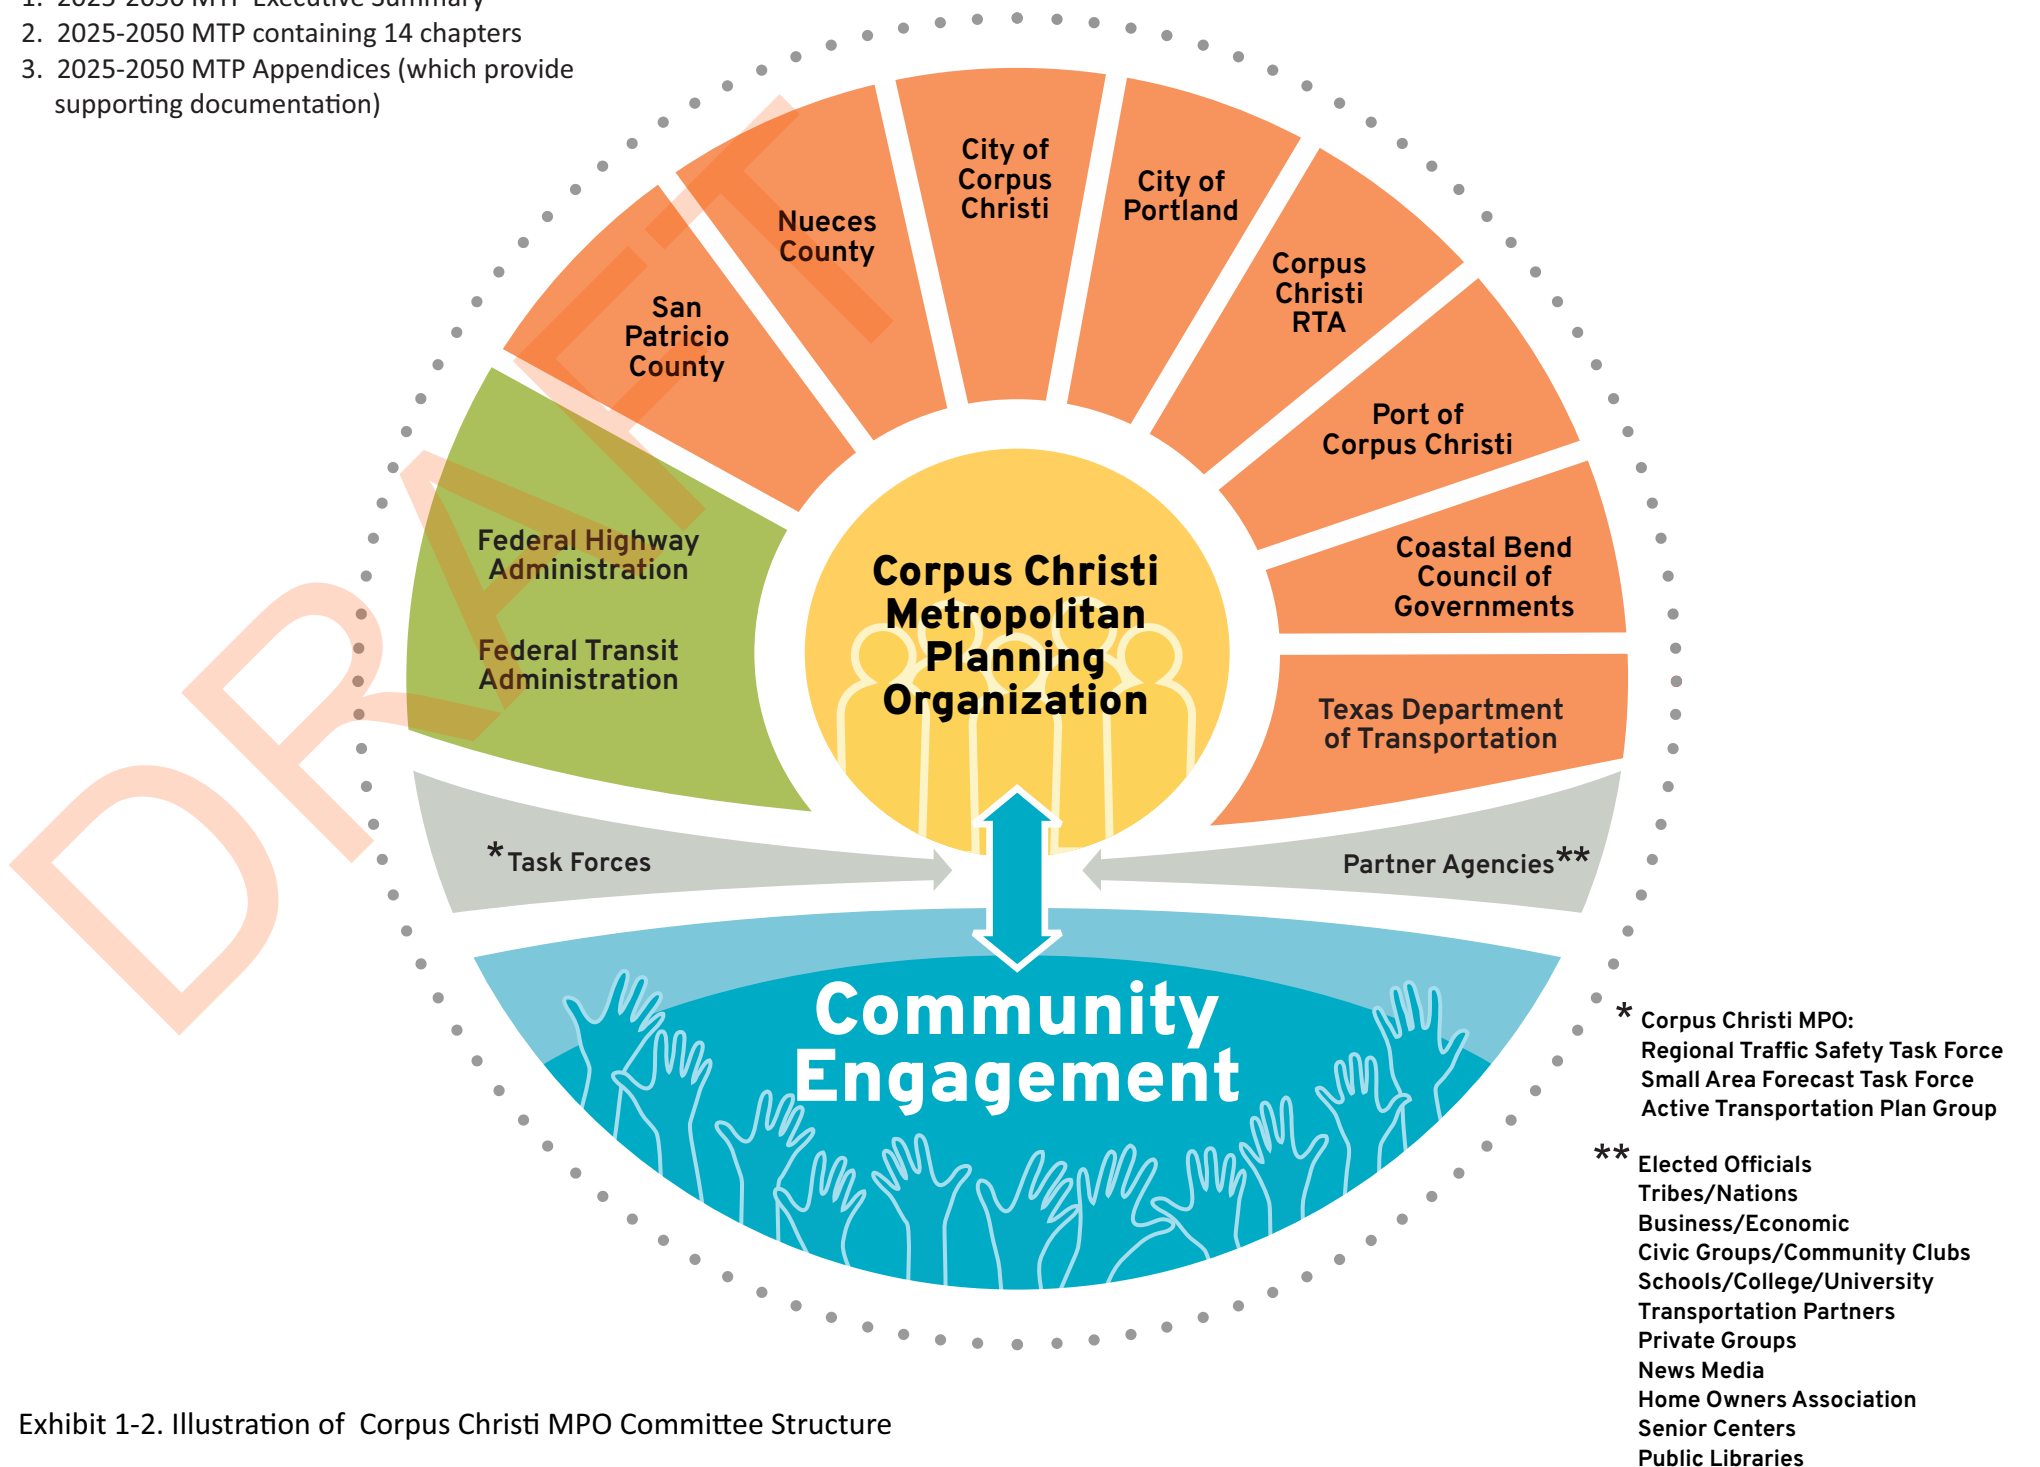 1. 2025-2050 MTP Executive Summary
2. 2025-2050 MTP containing 14 chapters
3. 2025-2050 MTP Appendices (which provide
supporting documentation)
City of
Corpus
Christi
City of
Portland
Nueces
County
Corpus
Christi
RTA
San
Patricio
County
Port of
Corpus Christi
Federal Highway
Administration
Federal Transit
Administration
Corpus Christi
Metropolitan
Planning
Organization
Coastal Bend
Council of
Governments
Texas Department
of Transportation
*Task Forces
Partner Agencies**
Community
Engagement
* Corpus Christi MPO:
Regional Traffic Safety Task Force
Small Area Forecast Task Force
Active Transportation Plan Group
** Elected Officials
Tribes/Nations
Business/Economic
Civic Groups/Community Clubs
Schools/College/University
Transportation Partners
Private Groups
News Media
Home Owners Association
Senior Centers
Public Libraries
Exhibit 1-2. Illustration of Corpus Christi MPO Committee Structure
DRAFT